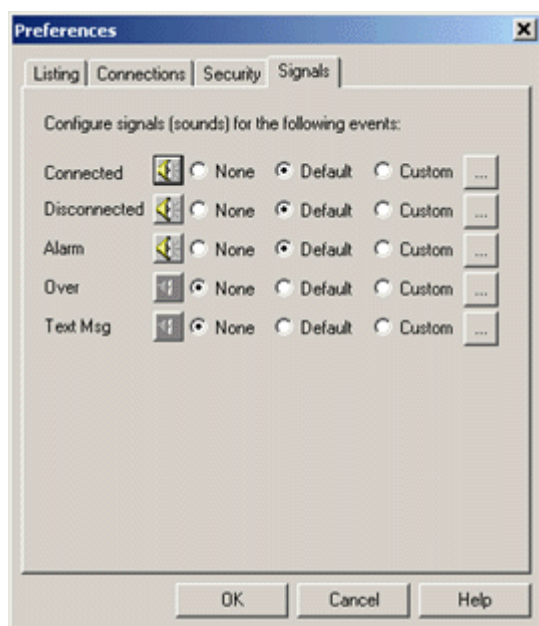 Preferences
Listing Connections Security Signals
Configure signals (sounds) for the following events:
Connected None Default Custom ...
Disconnected None Default Custom ...
Alarm None Default Custom ...
Over None Default Custom ...
Text Msg None Default Custom ...
OK Cancel Help